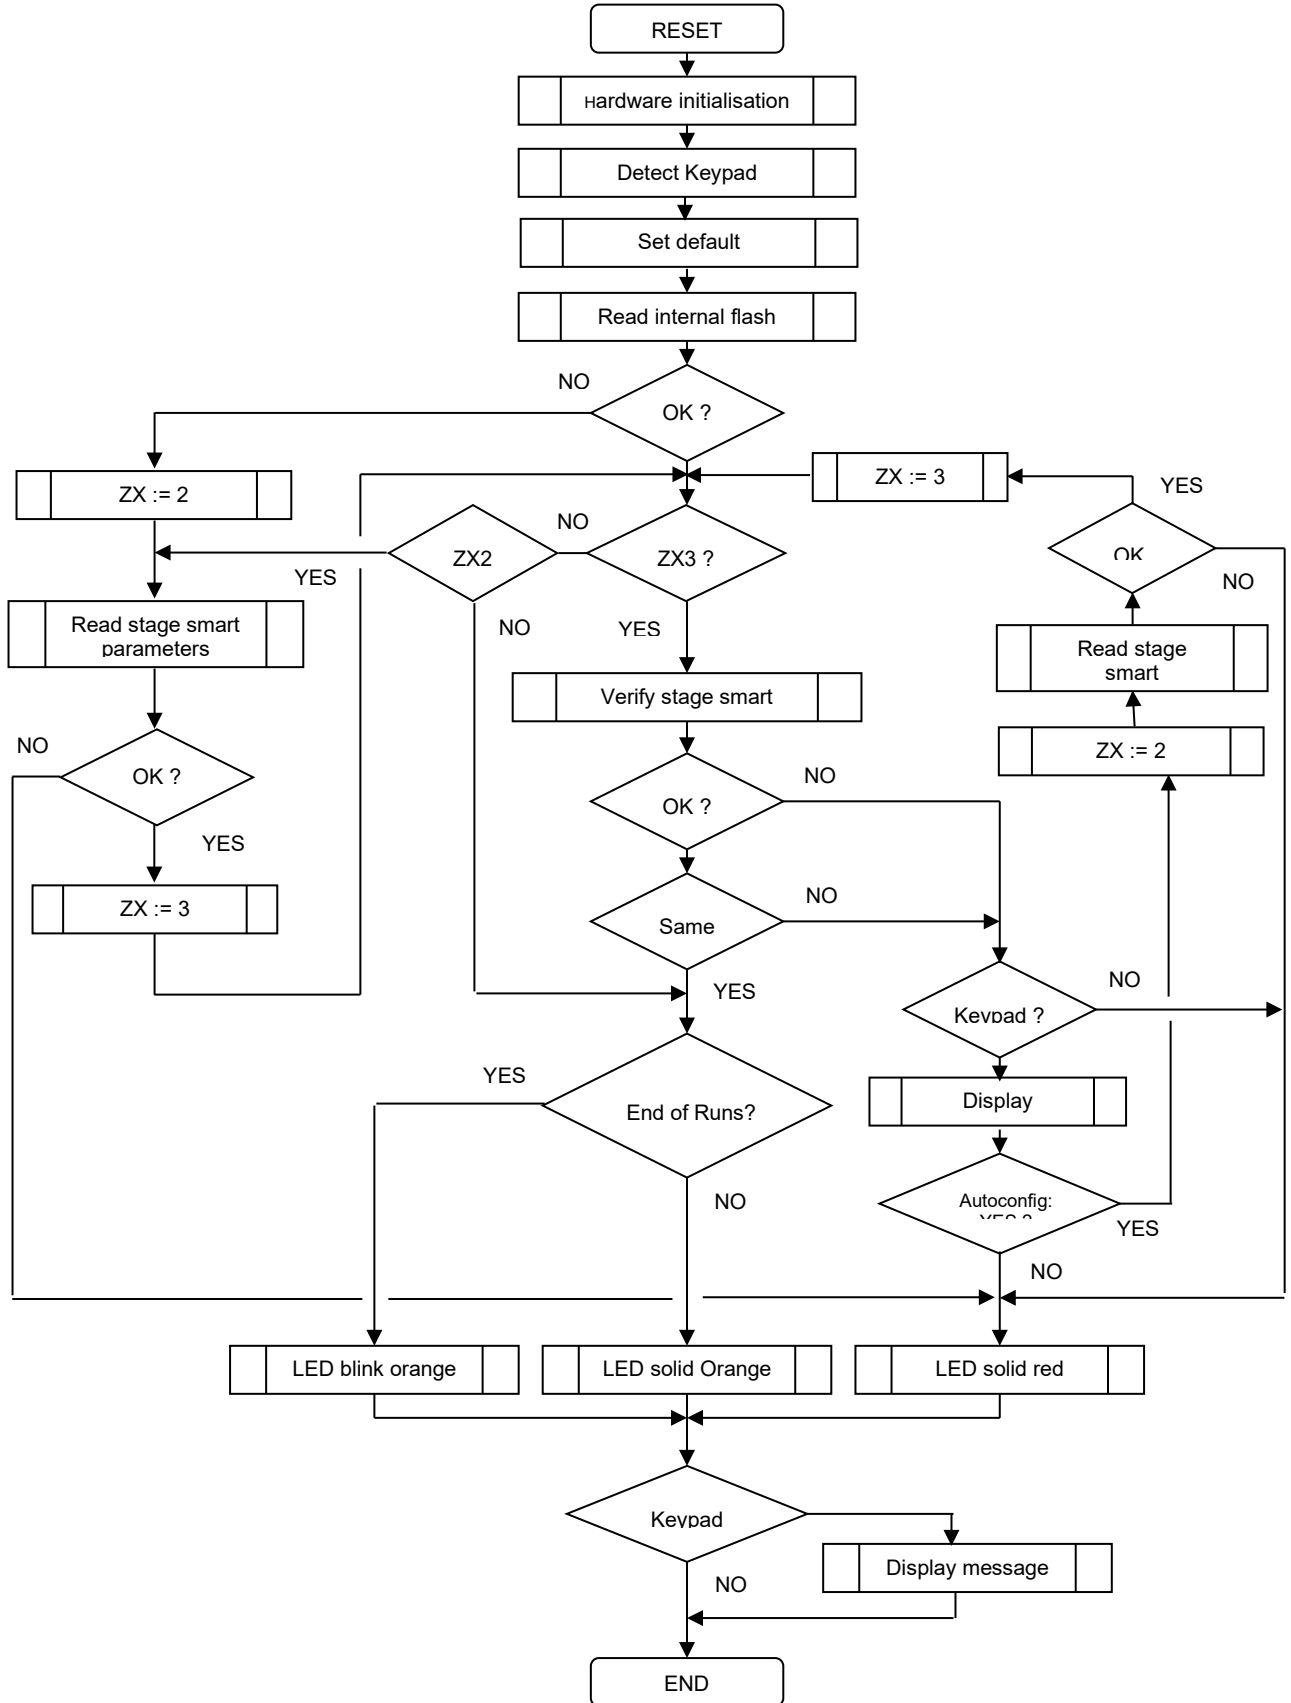 RESET
Hardware initialisation
Detect Keypad
Set default
Read internal flash
NO
OK ?
ZX := 2
ZX := 3
YES
NO
ZX2
ZX3 ?
OK
YES
NO
NO
YES
Read stage smart
parameters
Read stage
smart
Verify stage smart
NO
OK ?
ZX := 2
NO
OK ?
YES
ZX := 3
NO
Same
YES
NO
Keypad ?
YES
End of Runs?
Display
NO
Autoconfig:
YES ?
YES
NO
LED blink orange
LED solid Orange
LED solid red
Keypad
Display message
NO
END